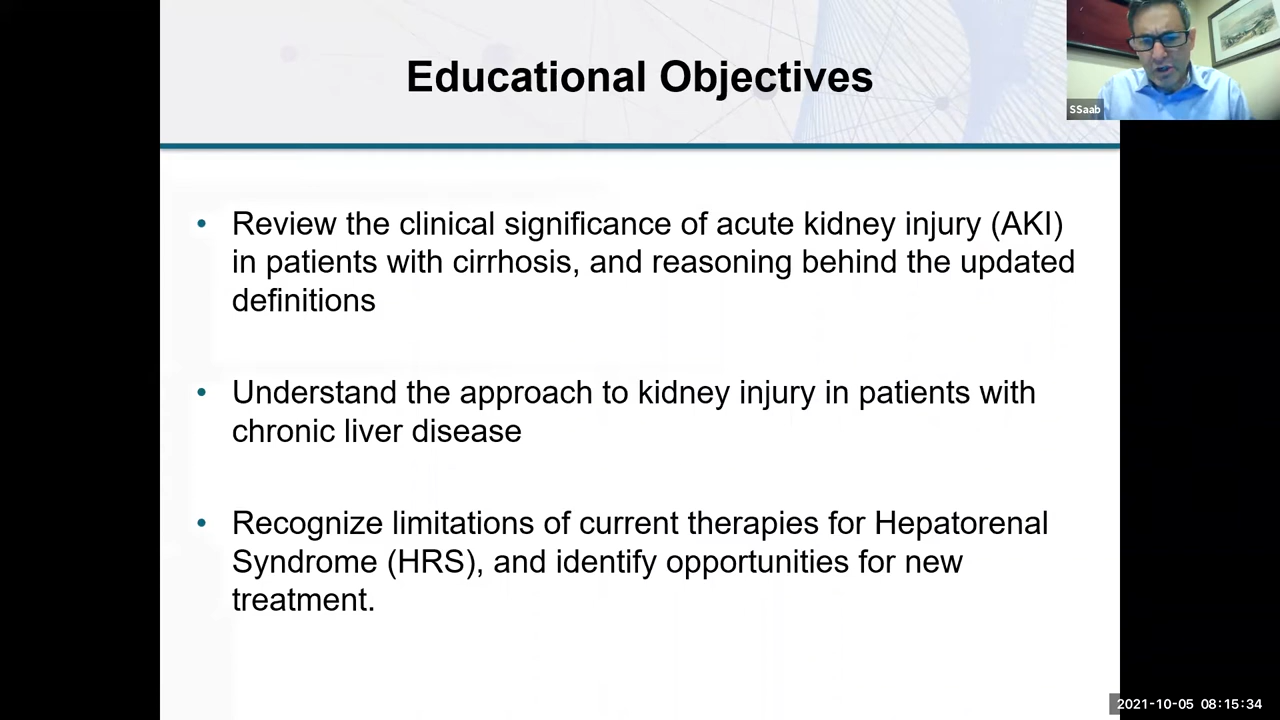 Educational Objectives
SSaab
• Review the clinical significance of acute kidney injury (AKI)
in patients with cirrhosis, and reasoning behind the updated
definitions
• Understand the approach to kidney injury in patients with
chronic liver disease
• Recognize limitations of current therapies for Hepatorenal
Syndrome (HRS), and identify opportunities for new
treatment.
2021-10-05 08:15:34